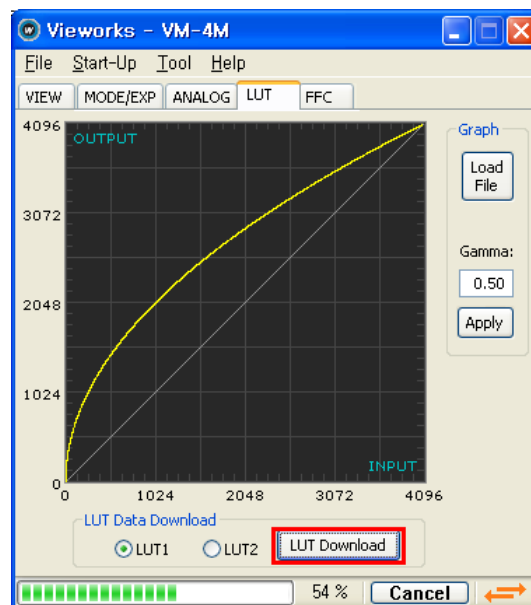 Vieworks - VM-4M
File Start-Up Tool Help
VIEW MODE/EXP ANALOG LUT FFC
4096
OUTPUT
3072
2048
1024
0
INPUT
0 1024 2048 3072 4096
Graph
Load
File
Gamma:
0.50
Apply
LUT Data Download
LUT1 LUT2 LUT Download
54 % Cancel